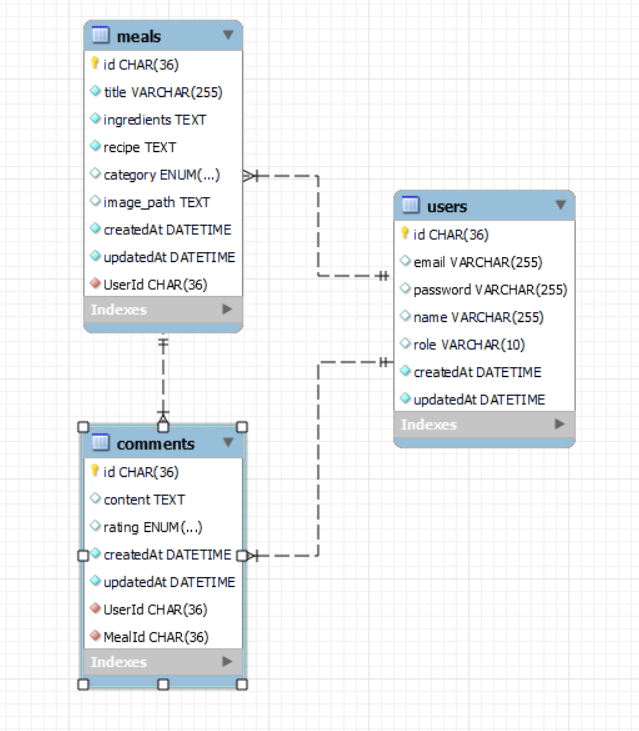 meals
id CHAR(36)
title VARCHAR(255)
ingredients TEXT
recipe TEXT
category ENUM(...)
image_path TEXT
createdAt DATETIME
updatedAt DATETIME
UserId CHAR(36)
Indexes
users
id CHAR(36)
email VARCHAR(255)
password VARCHAR(255)
name VARCHAR(255)
role VARCHAR(10)
createdAt DATETIME
updatedAt DATETIME
Indexes
comments
id CHAR(36)
content TEXT
rating ENUM(...)
createdAt DATETIME
updatedAt DATETIME
UserId CHAR(36)
MealId CHAR(36)
Indexes